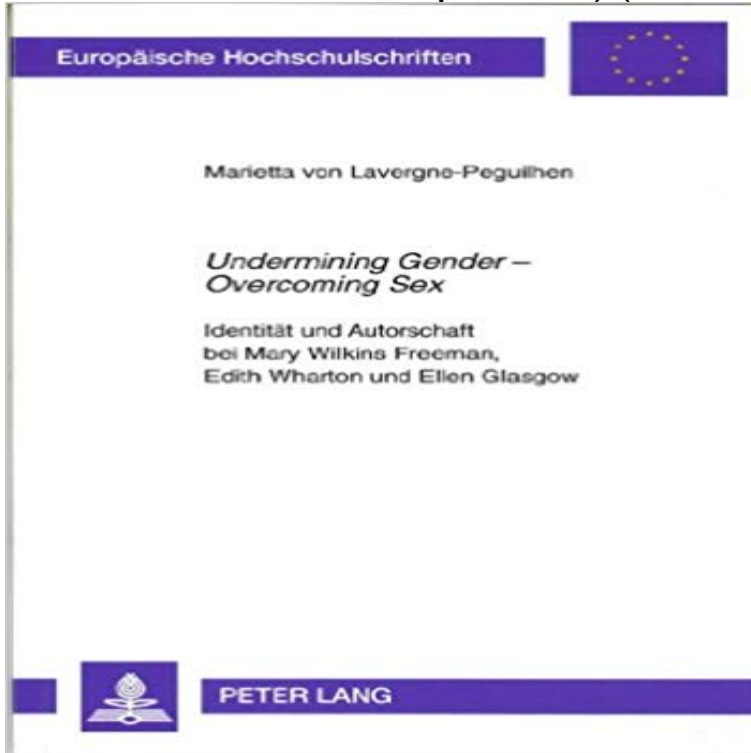 Europäische Hochschulschriften
Marietta von Lavergne-Peguilhen
Undermining Gender –
Overcoming Sex
Identität und Autorschaft
bei Mary Wilkins Freeman,
Edith Wharton und Ellen Glasgow
PETER LANG